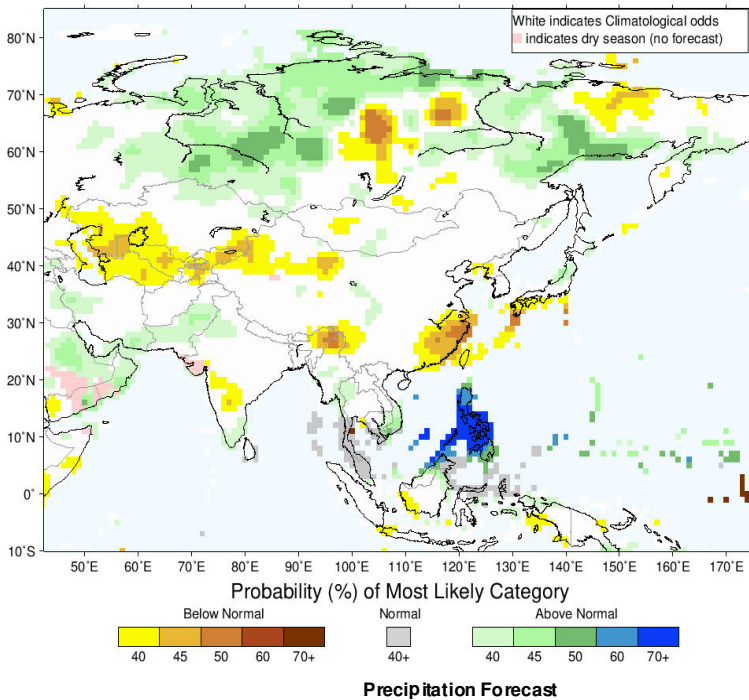 White indicates Climatological odds
indicates dry season (no forecast)
80˚N
70˚N
60˚N
50˚N
40˚N
30˚N
20˚N
10˚N
0˚N
10˚S
50˚E 60˚E 70˚E 80˚E 90˚E 100˚E 110˚E 120˚E 130˚E 140˚E 150˚E 160˚E 170˚E
Probability (%) of Most Likely Category
Below Normal Normal Above Normal
40 45 50 60 70+ 40+ 40 45 50 60 70+
Precipitation Forecast